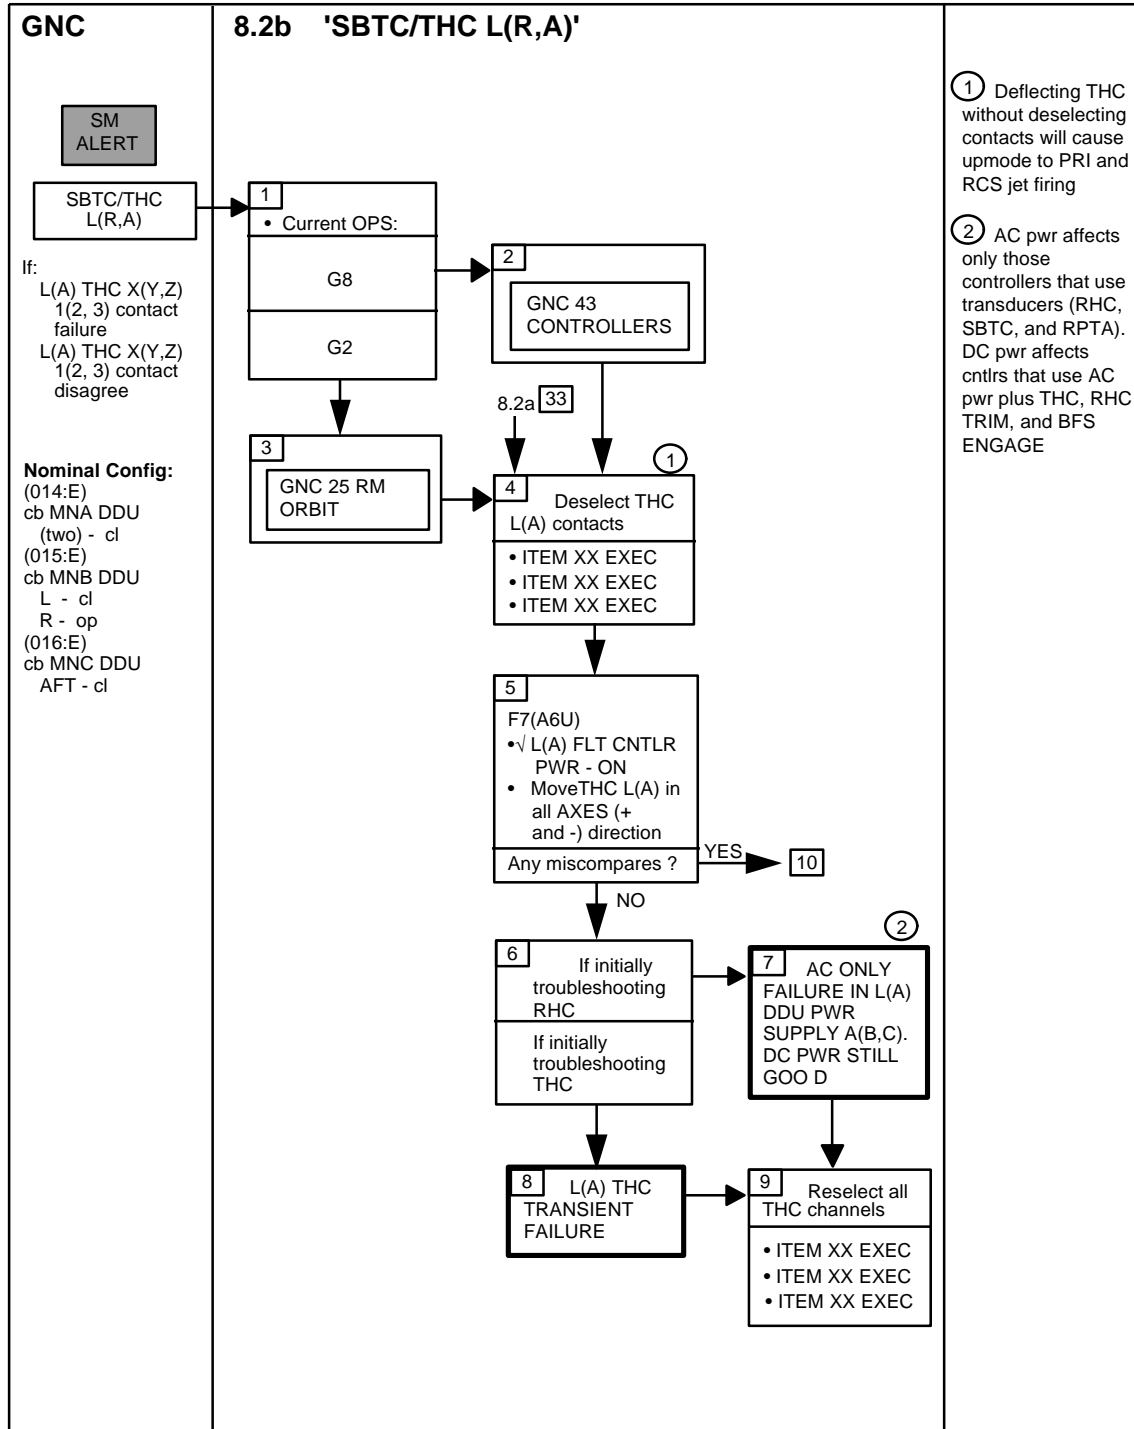 GNC
8.2b 'SBTC/THC L(R,A)'
SM
ALERT
SBTC/THC
L(R,A)
If:
L(A) THC X(Y,Z)
1(2, 3) contact
failure
L(A) THC X(Y,Z)
1(2, 3) contact
disagree
Nominal Config:
(014:E)
cb MNA DDU
(two) - cl
(015:E)
cb MNB DDU
L - cl
R - op
(016:E)
cb MNC DDU
AFT - cl
1
• Current OPS:
G8
G2
2
GNC 43
CONTROLLERS
3
GNC 25 RM
ORBIT
8.2a 33
1
4 Deselect THC
L(A) contacts
• ITEM XX EXEC
• ITEM XX EXEC
• ITEM XX EXEC
5
F7(A6U)
•√ L(A) FLT CNTLR
PWR - ON
• MoveTHC L(A) in
all AXES (+
and -) direction
Any miscompares ?
YES
10
NO
6 If initially
troubleshooting
RHC
If initially
troubleshooting
THC
2
7 AC ONLY
FAILURE IN L(A)
DDU PWR
SUPPLY A(B,C).
DC PWR STILL
GOO D
8 L(A) THC
TRANSIENT
FAILURE
9 Reselect all
THC channels
• ITEM XX EXEC
• ITEM XX EXEC
• ITEM XX EXEC
1 Deflecting THC
without deselecting
contacts will cause
upmode to PRI and
RCS jet firing
2 AC pwr affects
only those
controllers that use
transducers (RHC,
SBTC, and RPTA).
DC pwr affects
cntlrs that use AC
pwr plus THC, RHC
TRIM, and BFS
ENGAGE